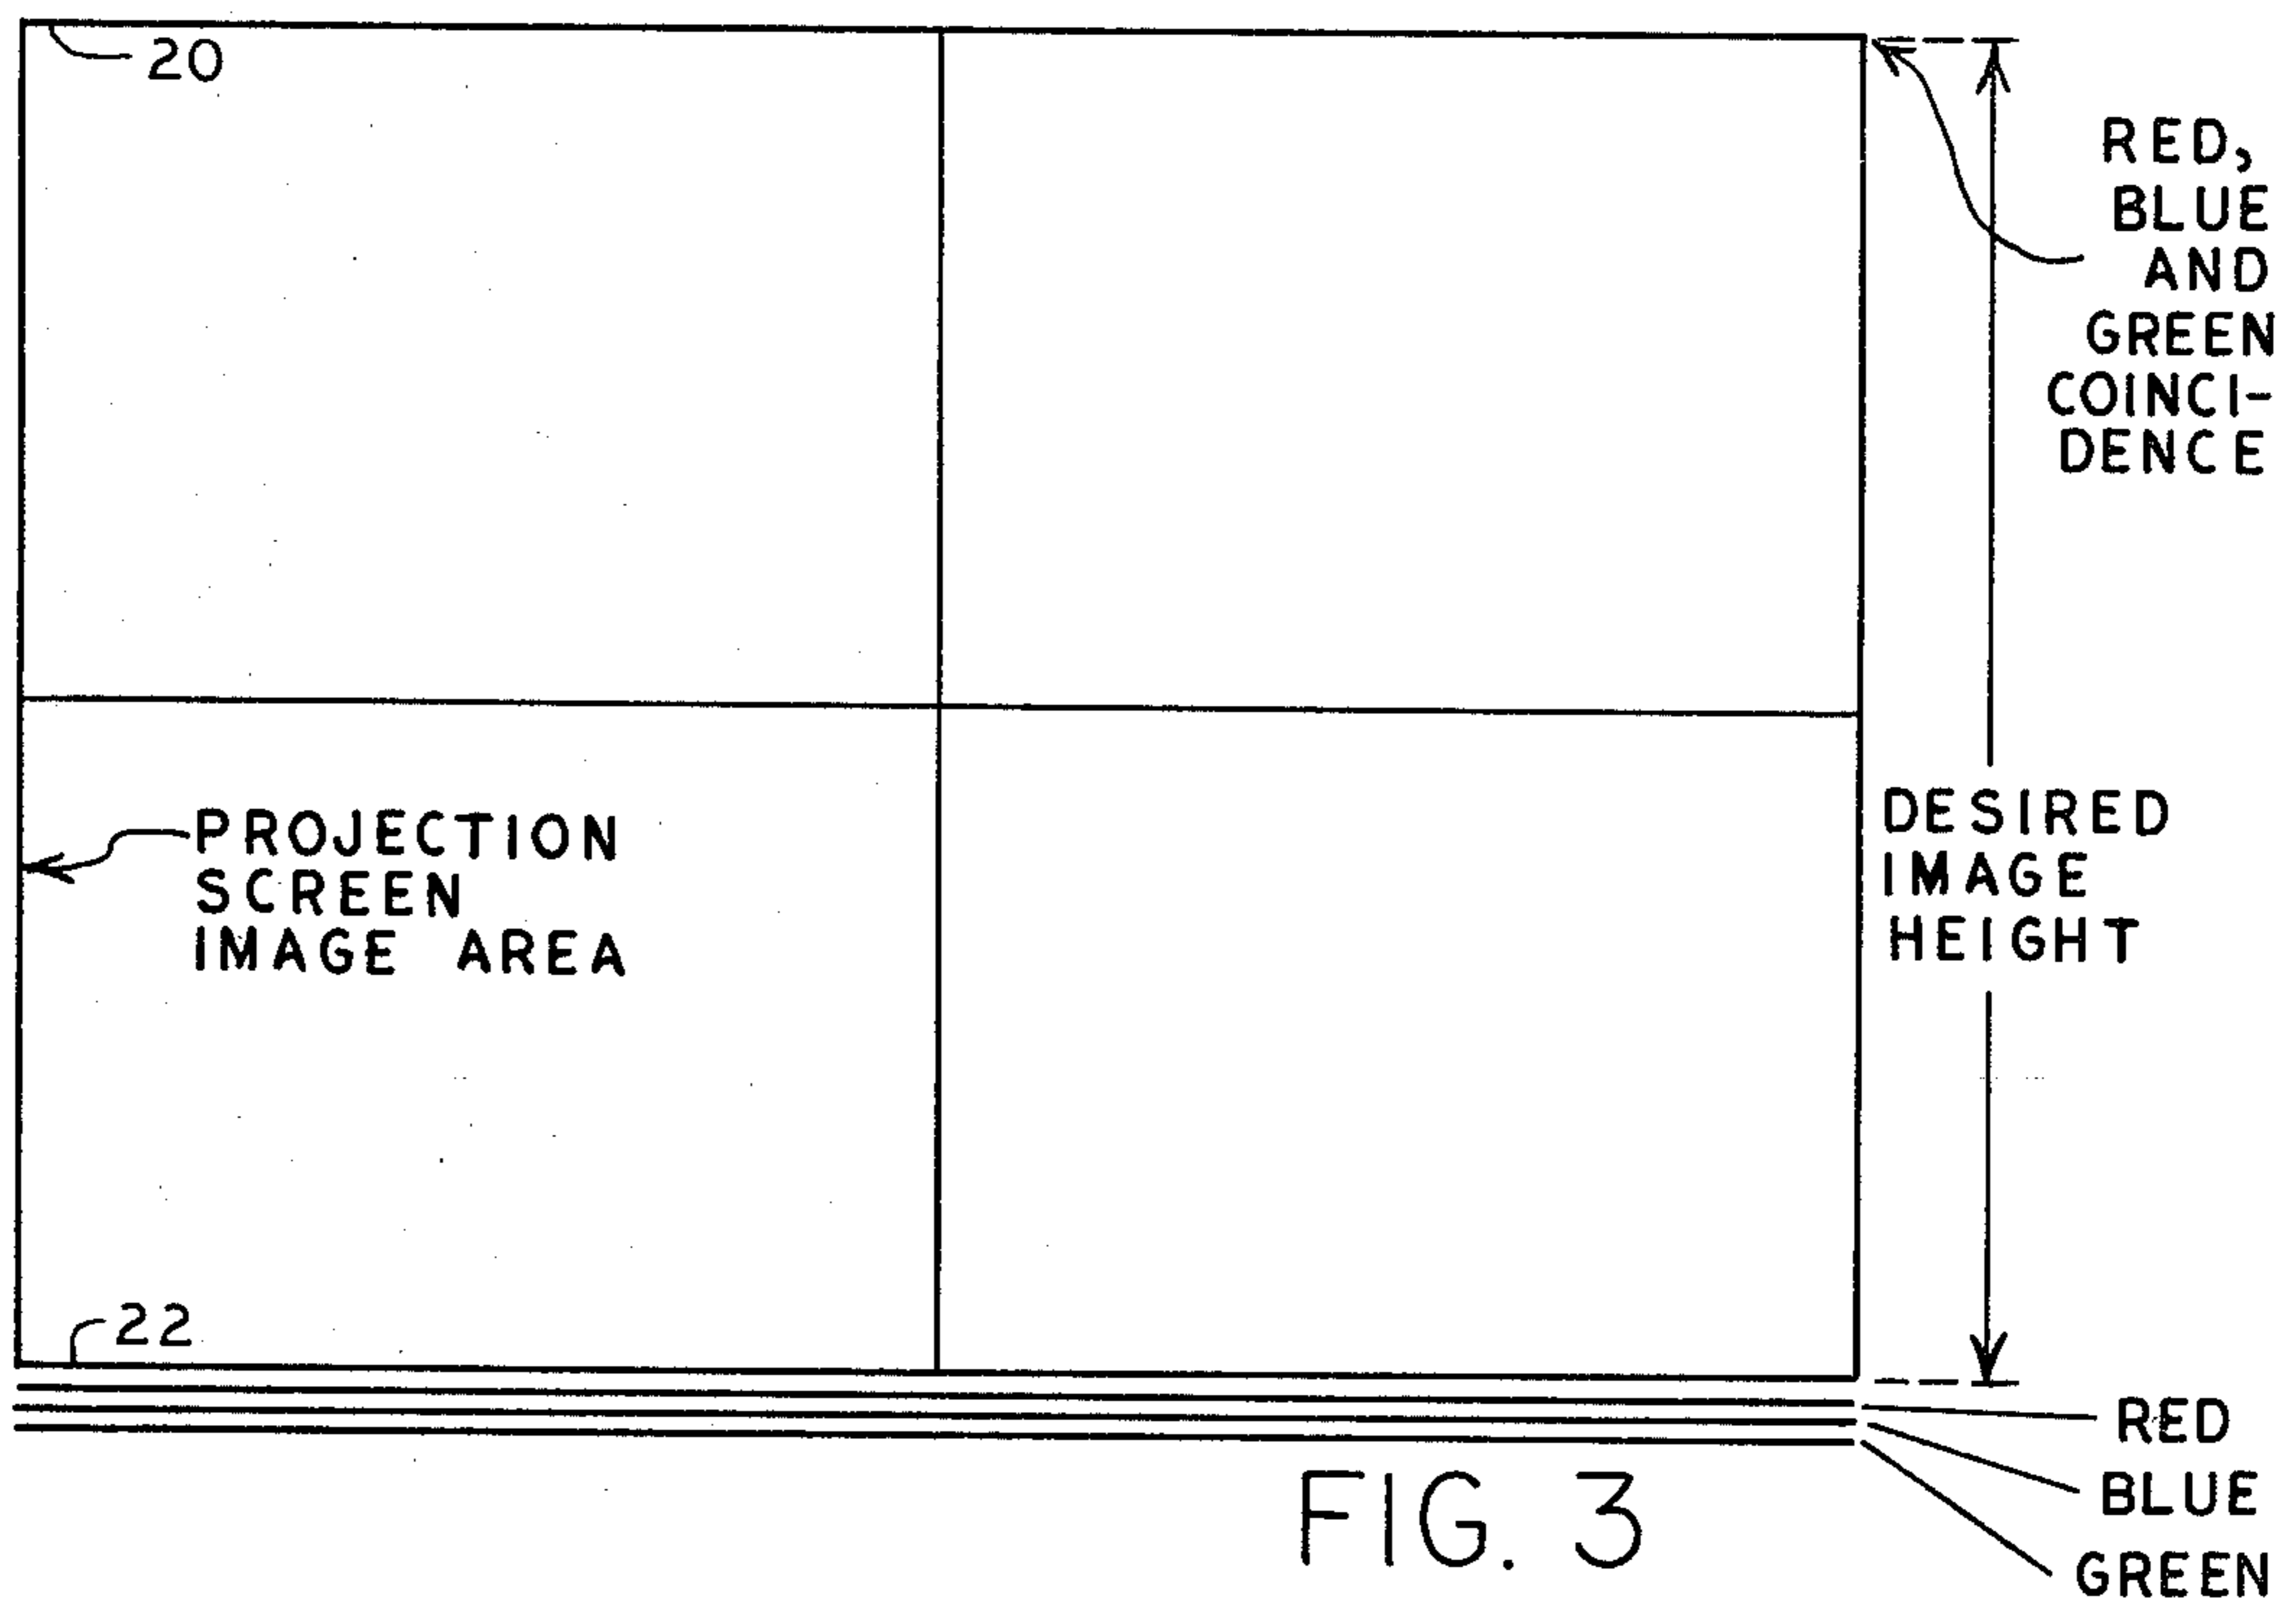 20
RED,
BLUE
AND
GREEN
COINCI-
DENCE
PROJECTION
SCREEN
IMAGE AREA
DESIRED
IMAGE
HEIGHT
22
RED
BLUE
GREEN
FIG. 3